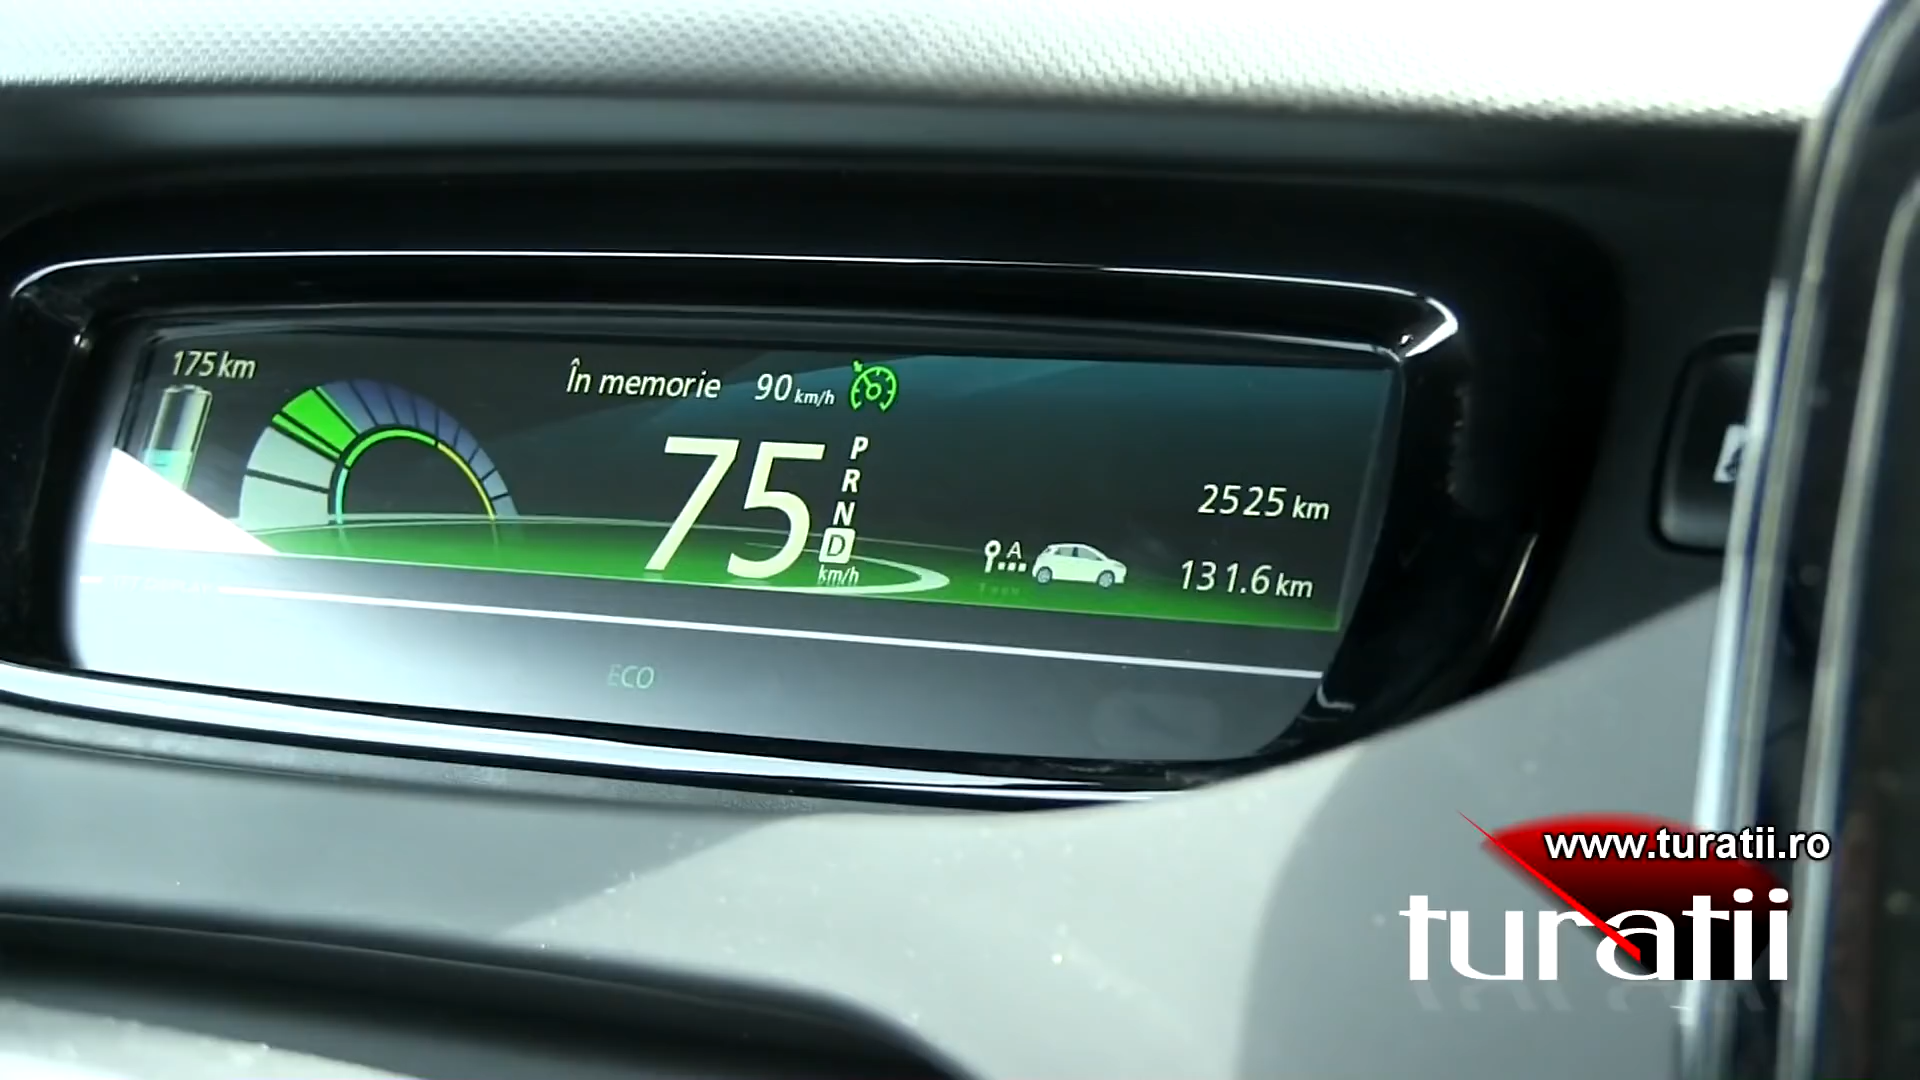 175 km
În memorie 90 km/h
75
P
R
N
D
km/h
2525 km
A
131.6 km
ECO
www.turatii.ro
turatii